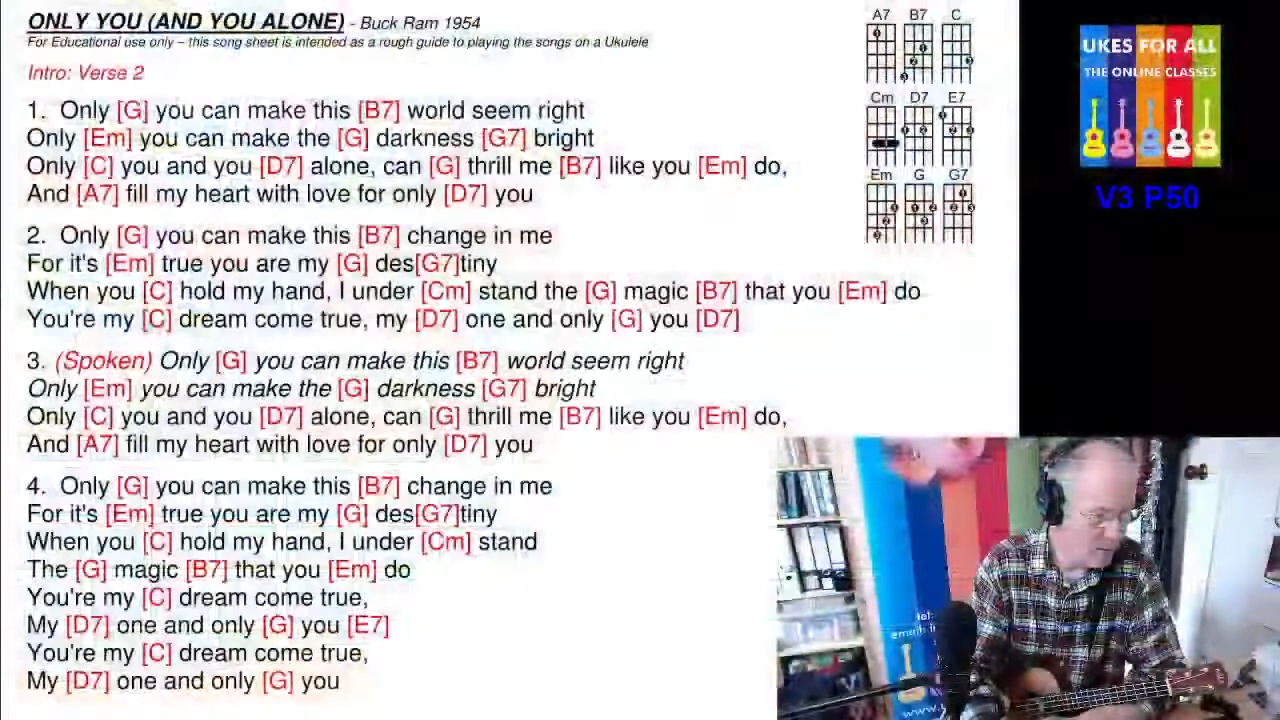 ONLY YOU (AND YOU ALONE) - Buck Ram 1954
For Educational use only – this song sheet is intended as a rough guide to playing the songs on a Ukulele
Intro: Verse 2
1. Only [G] you can make this [B7] world seem right
Only [Em] you can make the [G] darkness [G7] bright
Only [C] you and you [D7] alone, can [G] thrill me [B7] like you [Em] do,
And [A7] fill my heart with love for only [D7] you
2. Only [G] you can make this [B7] change in me
For it's [Em] true you are my [G] des[G7]tiny
When you [C] hold my hand, I under [Cm] stand the [G] magic [B7] that you [Em] do
You're my [C] dream come true, my [D7] one and only [G] you [D7]
3. (Spoken) Only [G] you can make this [B7] world seem right
Only [Em] you can make the [G] darkness [G7] bright
Only [C] you and you [D7] alone, can [G] thrill me [B7] like you [Em] do,
And [A7] fill my heart with love for only [D7] you
4. Only [G] you can make this [B7] change in me
For it's [Em] true you are my [G] des[G7]tiny
When you [C] hold my hand, I under [Cm] stand
The [G] magic [B7] that you [Em] do
You're my [C] dream come true,
My [D7] one and only [G] you [E7]
You're my [C] dream come true,
My [D7] one and only [G] you
A7 B7 C
Cm D7 E7
Em G G7
UKES FOR ALL
THE ONLINE CLASSES
V3 P50
tel:
www.